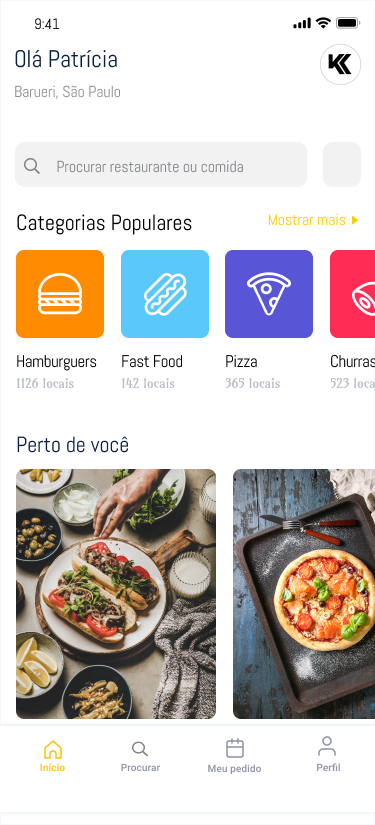 9:41
Olá Patrícia
Barueri, São Paulo
Procurar restaurante ou comida
Categorias Populares
Mostrar mais
Hamburguers
Fast Food
Pizza
Churras
1126 locais
142 locais
365 locais
523 loca
Perto de você
Início
Procurar
Meu pedido
Perfil